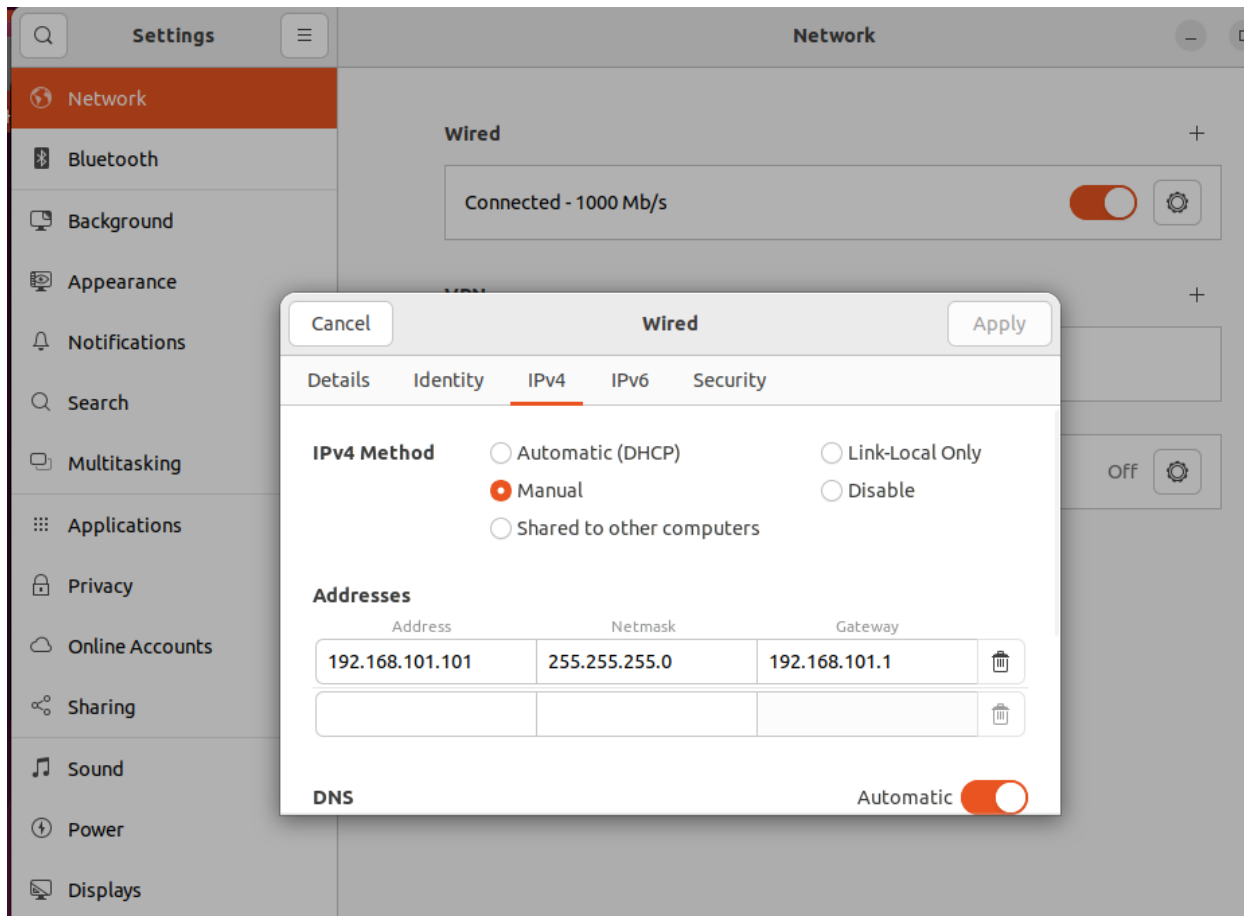 Settings
Network
Network
Bluetooth
Background
Appearance
Notifications
Search
Multitasking
Applications
Privacy
Online Accounts
Sharing
Sound
Power
Displays
Wired
Connected - 1000 Mb/s
Off
Cancel
Wired
Apply
Details Identity IPv4 IPv6 Security
IPv4 Method
Automatic (DHCP) Link-Local Only
Manual Disable
Shared to other computers
Addresses
Address Netmask Gateway
192.168.101.101 255.255.255.0 192.168.101.1
DNS Automatic